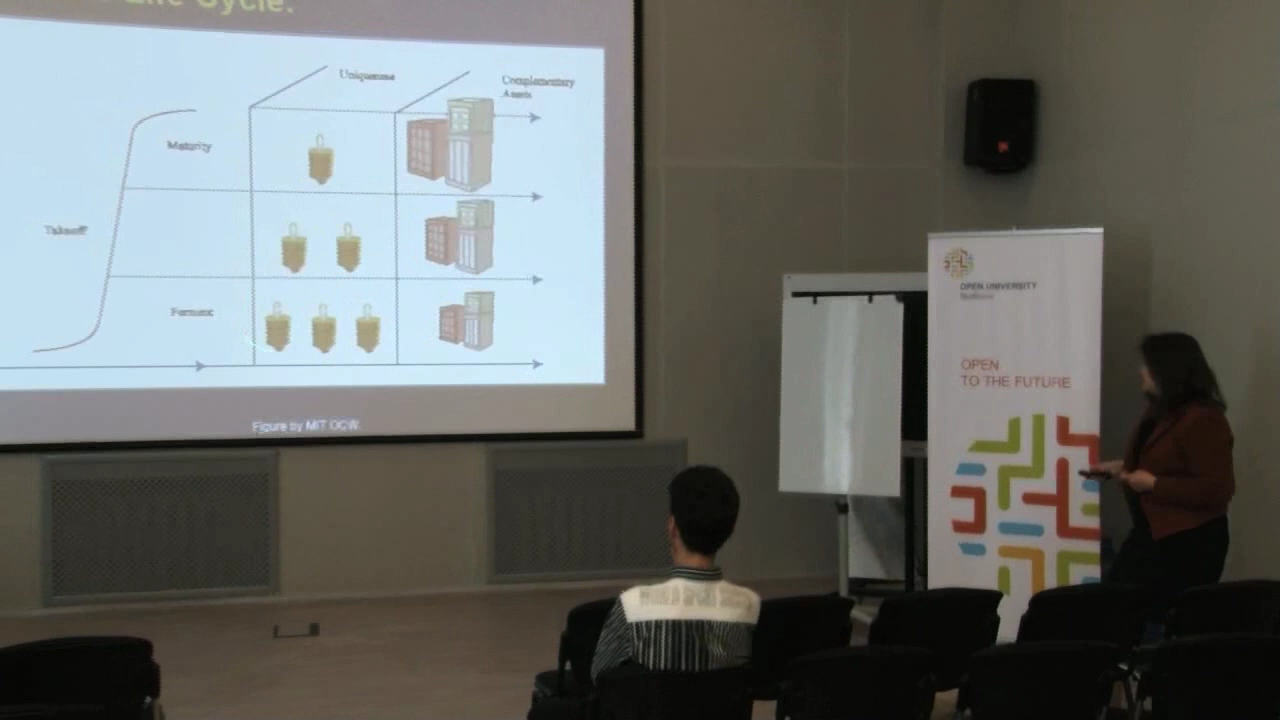 Life Cycle.
Uniqueness
Complementary
Assets
Maturity
Takeoff
Ferment
Figure by MIT OCW.
OPEN UNIVERSITY
OPEN
TO THE FUTURE